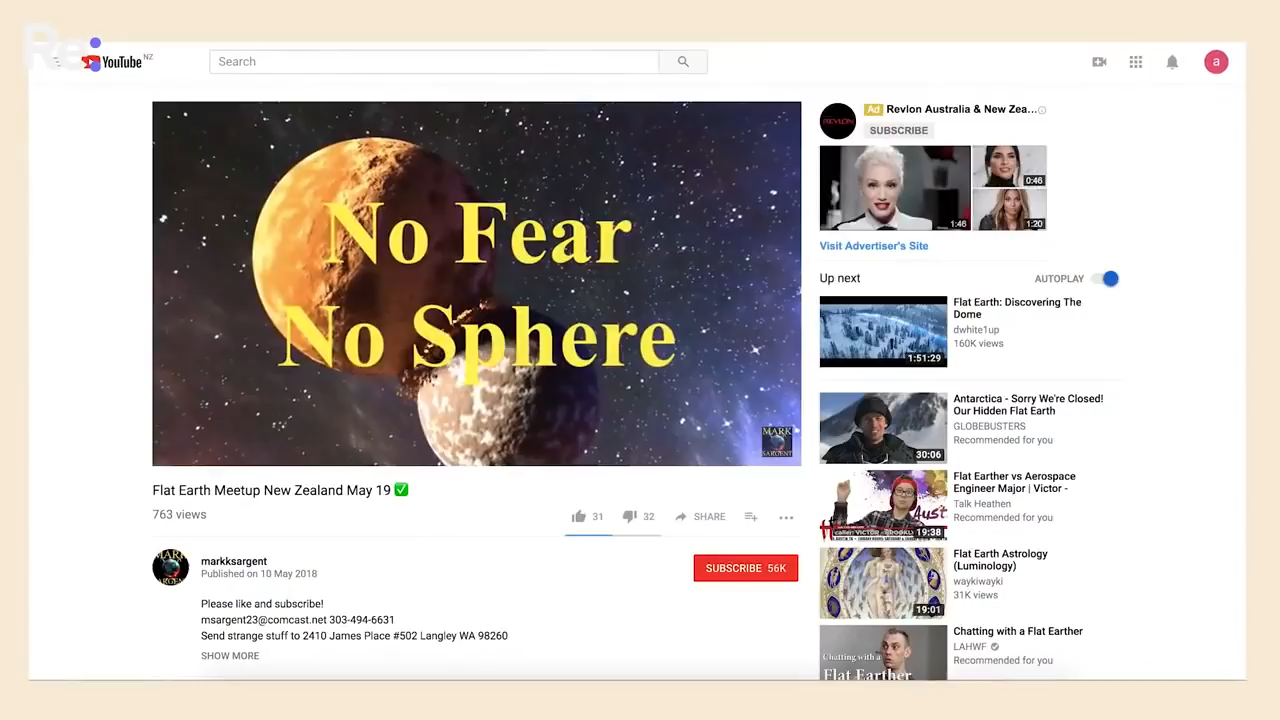 Re:
YouTube NZ
Search
a
No Fear
No Sphere
MARK
SARGENT
Flat Earth Meetup New Zealand May 19 ✅
763 views
31
32
SHARE
MARK
SARGENT
markksargent
Published on 10 May 2018
SUBSCRIBE 56K
Please like and subscribe!
msargent23@comcast.net 303-494-6631
Send strange stuff to 2410 James Place #502 Langley WA 98260
SHOW MORE
REVLON
Ad Revlon Australia & New Zea...
SUBSCRIBE
1:46
0:46
1:20
Visit Advertiser's Site
Up next
AUTOPLAY
1:51:29
Flat Earth: Discovering The
Dome
dwhite1up
160K views
30:06
Antarctica - Sorry We're Closed!
Our Hidden Flat Earth
GLOBEBUSTERS
Recommended for you
19:38
Flat Earther vs Aerospace
Engineer Major | Victor -
Talk Heathen
Recommended for you
19:01
Flat Earth Astrology
(Luminology)
waykiwayki
31K views
Chatting with a
Flat Earther
Chatting with a Flat Earther
LAHWF
Recommended for you